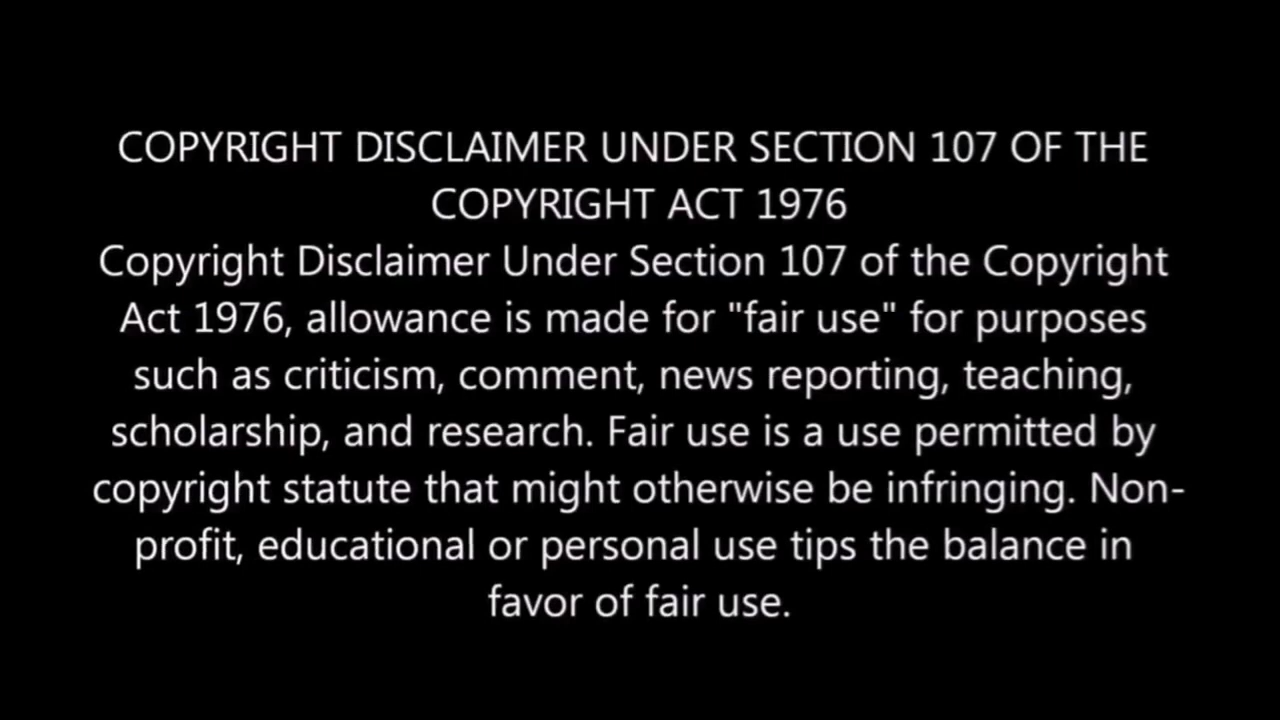 COPYRIGHT DISCLAIMER UNDER SECTION 107 OF THE
COPYRIGHT ACT 1976
Copyright Disclaimer Under Section 107 of the Copyright
Act 1976, allowance is made for "fair use" for purposes
such as criticism, comment, news reporting, teaching,
scholarship, and research. Fair use is a use permitted by
copyright statute that might otherwise be infringing. Non-
profit, educational or personal use tips the balance in
favor of fair use.